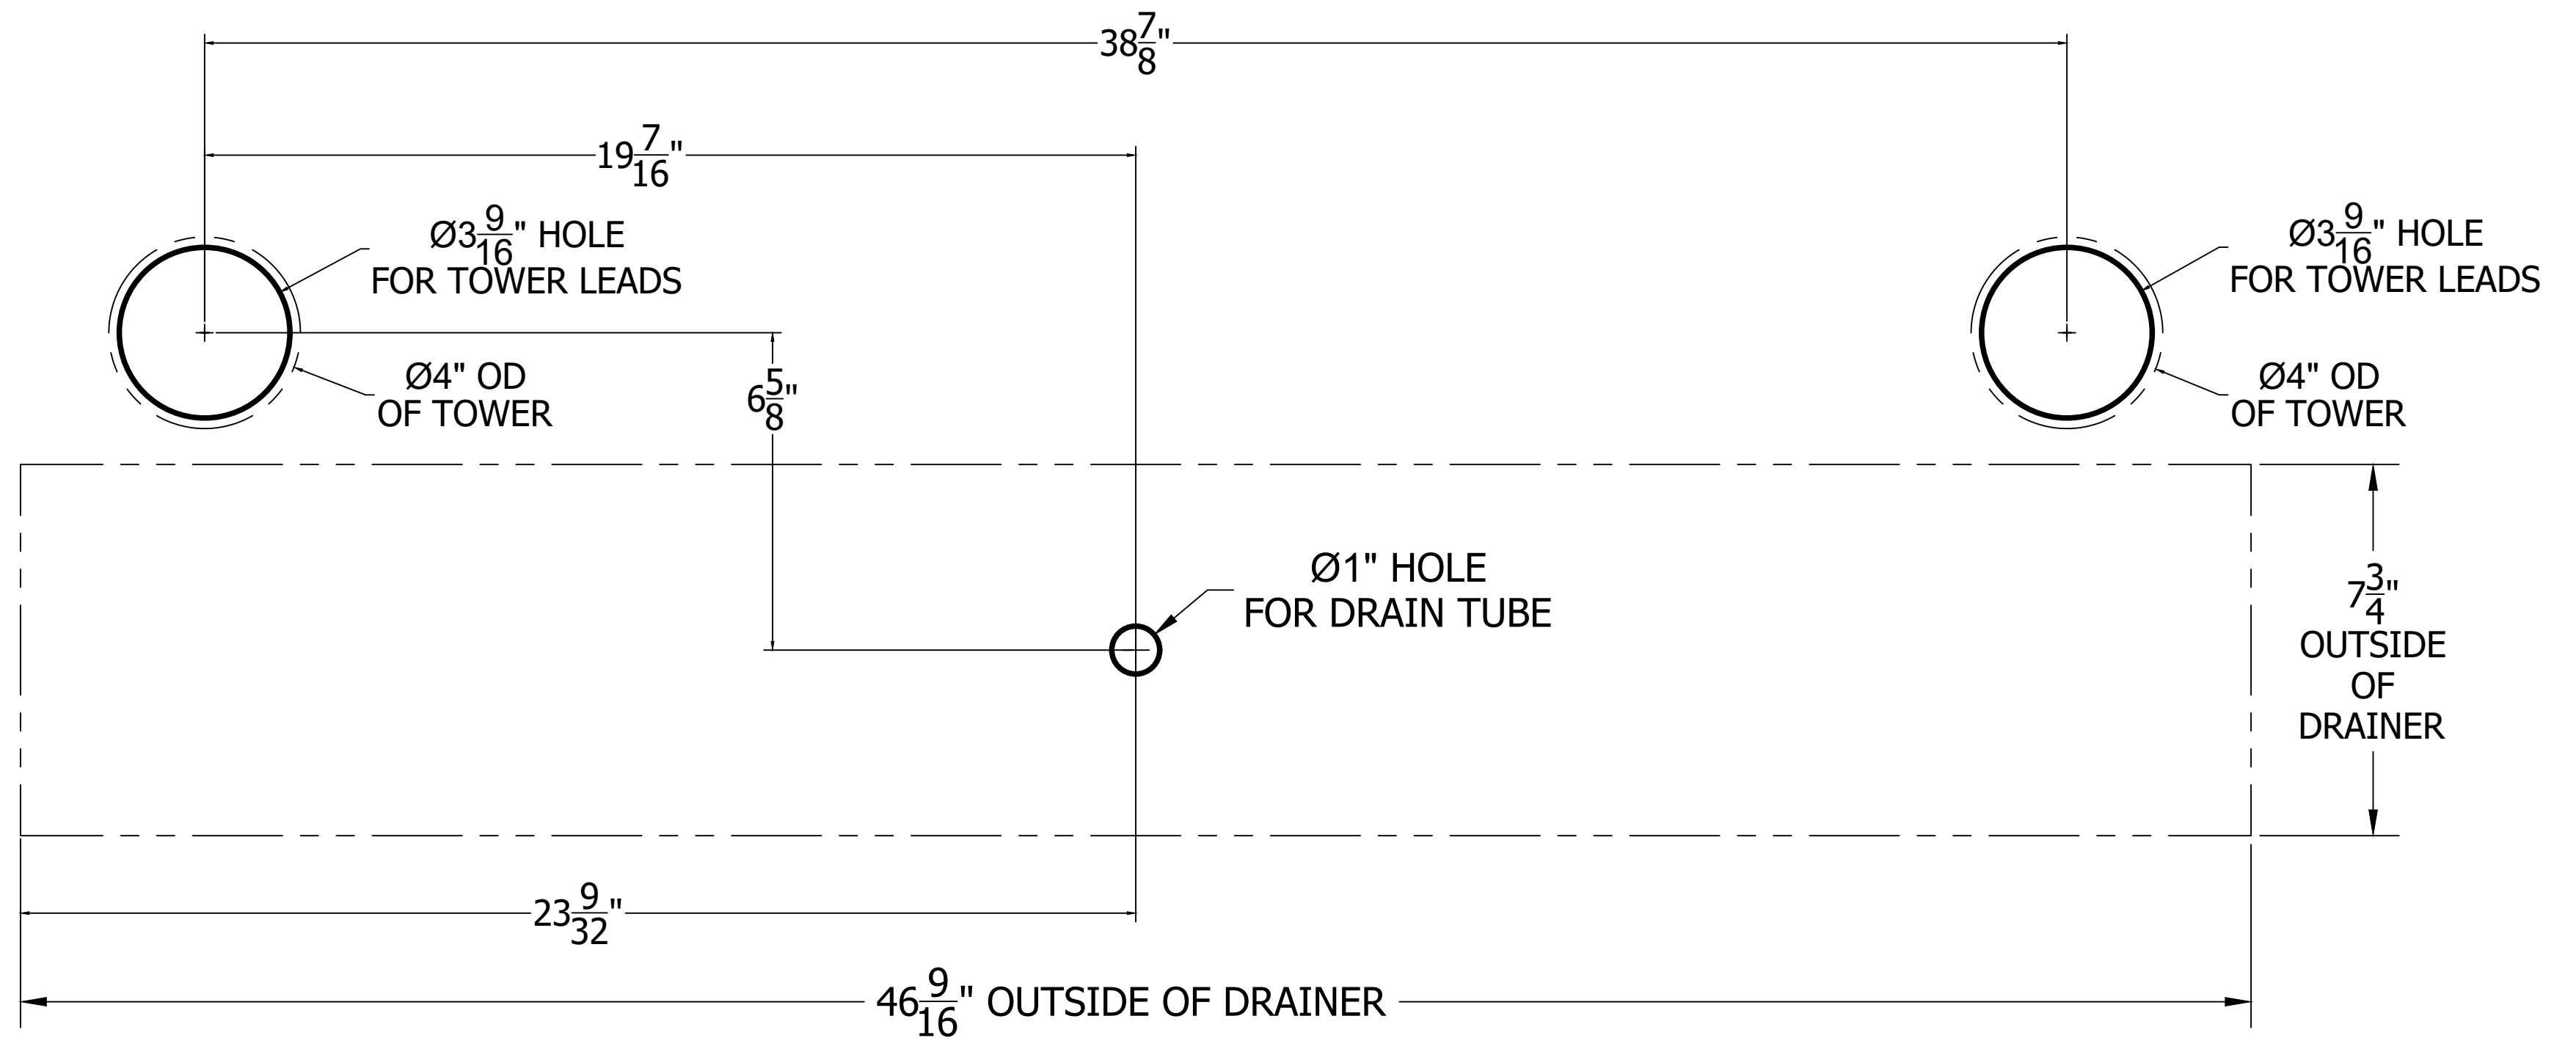 38 7/8"
19 7/16"
Ø3 9/16" HOLE
FOR TOWER LEADS
Ø3 9/16" HOLE
FOR TOWER LEADS
Ø4" OD
OF TOWER
6 5/8"
Ø4" OD
OF TOWER
Ø1" HOLE
FOR DRAIN TUBE
7 3/4"
OUTSIDE
OF
DRAINER
23 9/32"
46 9/16" OUTSIDE OF DRAINER